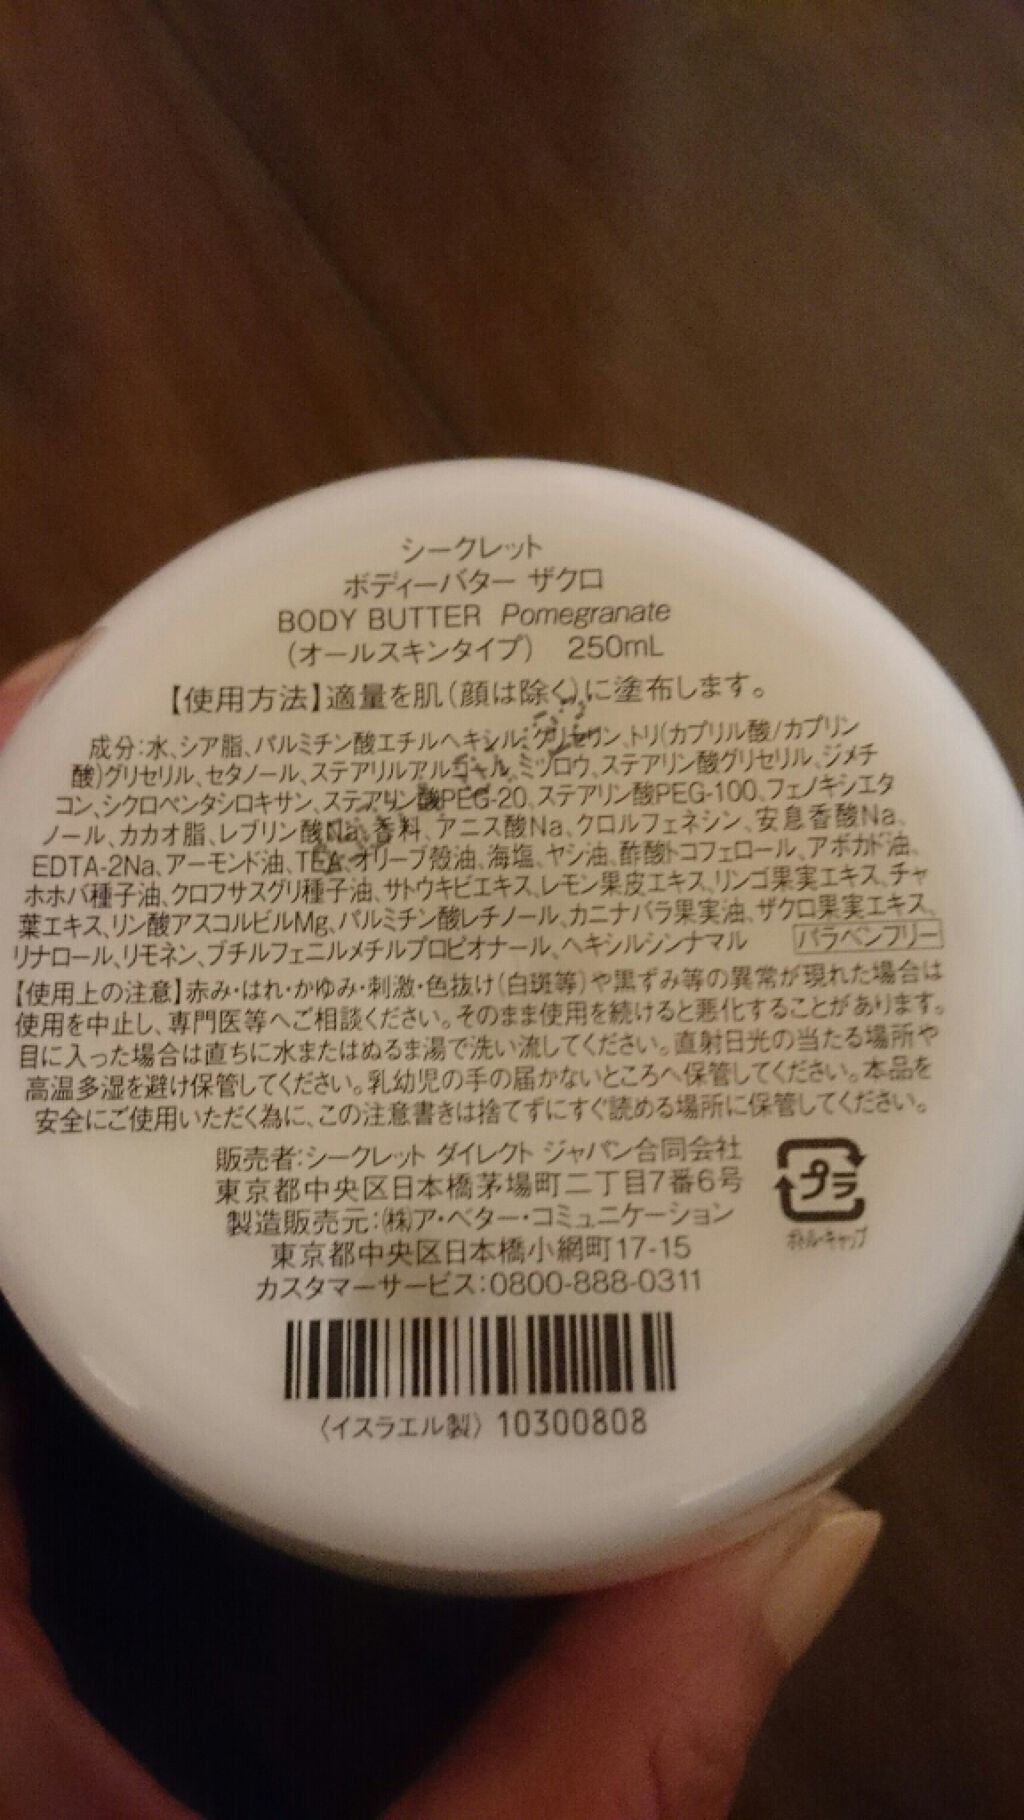 シークレット
ボディーバター ザクロ
BODY BUTTER Pomegranate
(オールスキンタイプ) 250mL
【使用方法】適量を肌(顔は除く)に塗布します。
成分:水、シア脂、パルミチン酸エチルヘキシル、グリセリン、トリ(カプリル酸/カプリン
酸)グリセリル、セタノール、ステアリルアルコール、ミツロウ、ステアリン酸グリセリル、ジメチ
コン、シクロペンタシロキサン、ステアリン酸PEG-20、ステアリン酸PEG-100、フェノキシエタ
ノール、カカオ脂、レブリン酸Na、香料、アニス酸Na、クロルフェネシン、安息香酸Na、
EDTA-2Na、アーモンド油、TEA、オリーブ殻油、海塩、ヤシ油、酢酸トコフェロール、アボカド油、
ホホバ種子油、クロフサスグリ種子油、サトウキビエキス、レモン果皮エキス、リンゴ果実エキス、チャ
葉エキス、リン酸アスコルビルMg、パルミチン酸レチノール、カニナバラ果実油、ザクロ果実エキス、
リナロール、リモネン、ブチルフェニルメチルプロピオナール、ヘキシルシンナマル パラベンフリー
【使用上の注意】赤み・はれ・かゆみ・刺激・色抜け(白斑等)や黒ずみ等の異常が現れた場合は
使用を中止し、専門医等へご相談ください。そのまま使用を続けると悪化することがあります。
目に入った場合は直ちに水またはぬるま湯で洗い流してください。直射日光の当たる場所や
高温多湿を避け保管してください。乳幼児の手の届かないところへ保管してください。本品を
安全にご使用いただく為に、この注意書きは捨てずにすぐ読める場所に保管してください。
販売者:シークレット ダイレクト ジャパン合同会社
東京都中央区日本橋茅場町二丁目7番6号
製造販売元:㈱ア・ベター・コミュニケーション
東京都中央区日本橋小網町17-15
カスタマーサービス:0800-888-0311
プラ
ボトル・キャップ
〈イスラエル製〉10300808